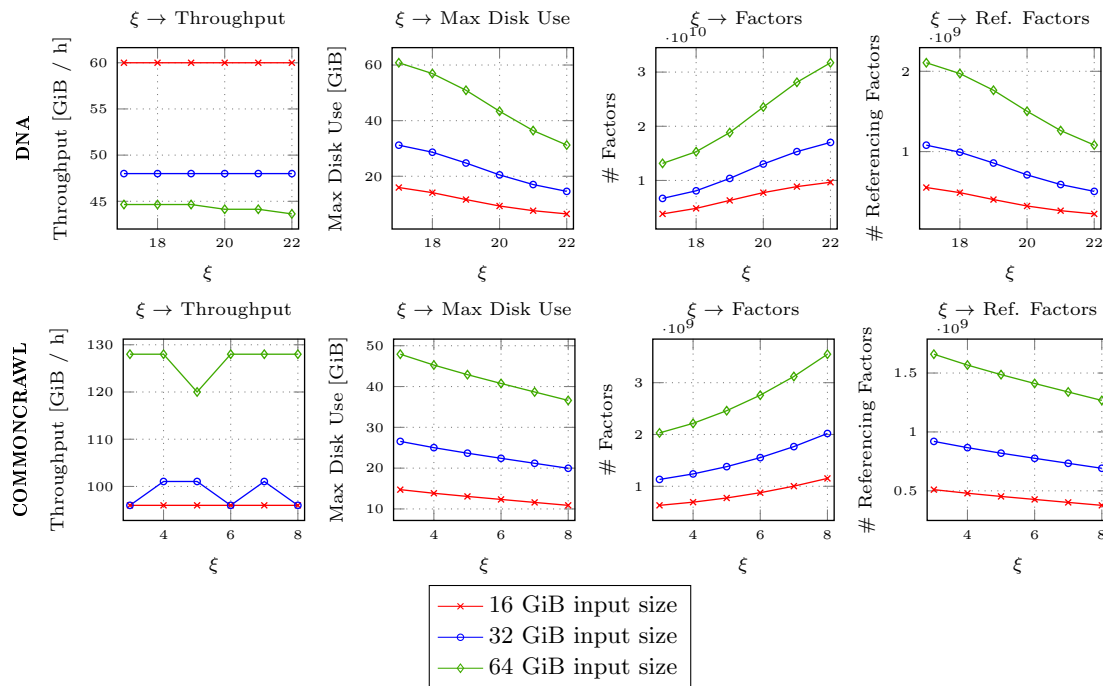 ξ → Throughput
ξ → Max Disk Use
ξ → Factors
ξ → Ref. Factors
DNA
Throughput [GiB / h]
60
55
50
45
18 20 22
ξ
Max Disk Use [GiB]
60
40
20
18 20 22
ξ
# Factors
·10^10
3
2
1
18 20 22
ξ
# Referencing Factors
·10^9
2
1
18 20 22
ξ
ξ → Throughput
ξ → Max Disk Use
ξ → Factors
ξ → Ref. Factors
COMMONCRAWL
Throughput [GiB / h]
130
120
110
100
4 6 8
ξ
Max Disk Use [GiB]
50
40
30
20
10
4 6 8
ξ
# Factors
·10^9
3
2
1
4 6 8
ξ
# Referencing Factors
·10^9
1.5
1
0.5
4 6 8
ξ
16 GiB input size
32 GiB input size
64 GiB input size